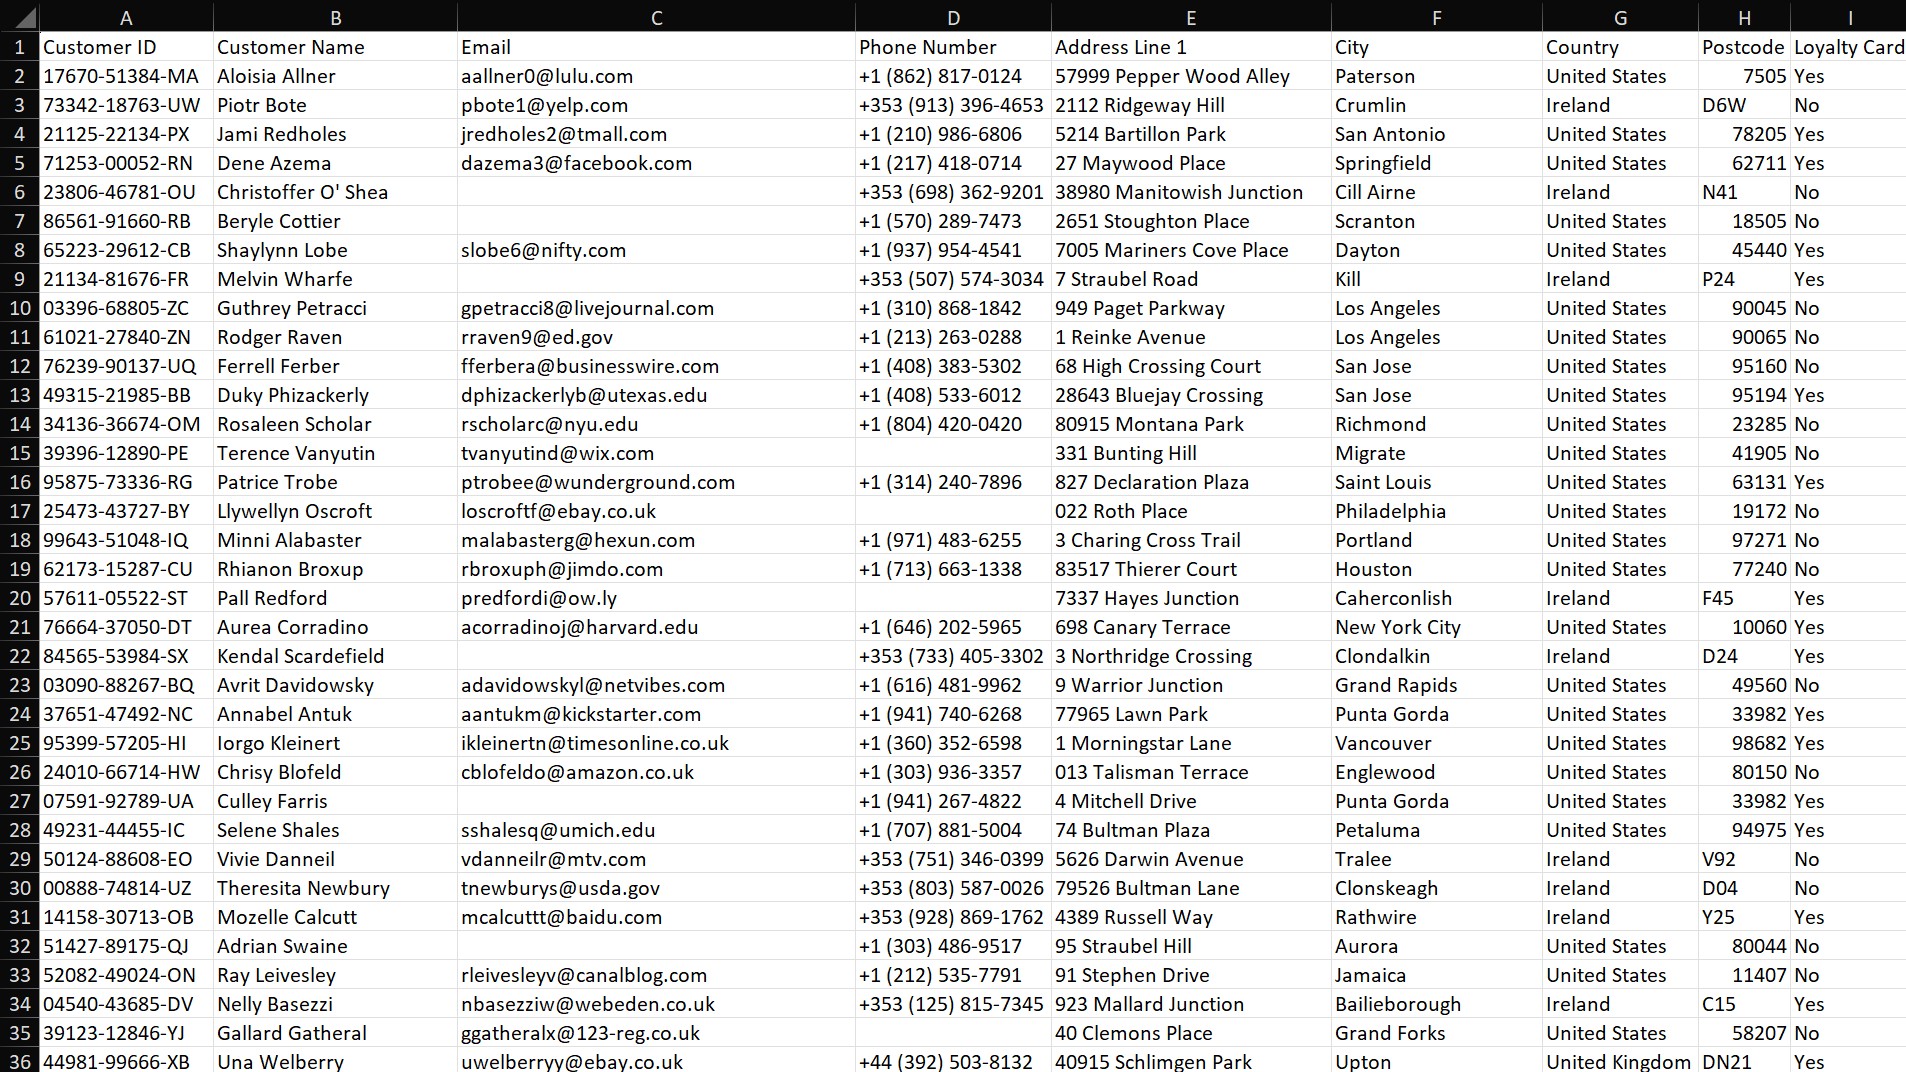 A B C D E F G H I
1 Customer ID Customer Name Email Phone Number Address Line 1 City Country Postcode Loyalty Card
2 17670-51384-MA Aloisia Allner aallner0@lulu.com +1 (862) 817-0124 57999 Pepper Wood Alley Paterson United States 7505 Yes
3 73342-18763-UW Piotr Bote pbote1@yelp.com +353 (913) 396-4653 2112 Ridgeway Hill Crumlin Ireland D6W No
4 21125-22134-PX Jami Redholes jredholes2@tmall.com +1 (210) 986-6806 5214 Bartillon Park San Antonio United States 78205 Yes
5 71253-00052-RN Dene Azema dazema3@facebook.com +1 (217) 418-0714 27 Maywood Place Springfield United States 62711 Yes
6 23806-46781-OU Christoffer O' Shea +353 (698) 362-9201 38980 Manitowish Junction Cill Airne Ireland N41 No
7 86561-91660-RB Beryle Cottier +1 (570) 289-7473 2651 Stoughton Place Scranton United States 18505 No
8 65223-29612-CB Shaylynn Lobe slobe6@nifty.com +1 (937) 954-4541 7005 Mariners Cove Place Dayton United States 45440 Yes
9 21134-81676-FR Melvin Wharfe +353 (507) 574-3034 7 Straubel Road Kill Ireland P24 Yes
10 03396-68805-ZC Guthrey Petracci gpetracci8@livejournal.com +1 (310) 868-1842 949 Paget Parkway Los Angeles United States 90045 No
11 61021-27840-ZN Rodger Raven rraven9@ed.gov +1 (213) 263-0288 1 Reinke Avenue Los Angeles United States 90065 No
12 76239-90137-UQ Ferrell Ferber fferbera@businesswire.com +1 (408) 383-5302 68 High Crossing Court San Jose United States 95160 No
13 49315-21985-BB Duky Phizackerly dphizackerlyb@utexas.edu +1 (408) 533-6012 28643 Bluejay Crossing San Jose United States 95194 Yes
14 34136-36674-OM Rosaleen Scholar rscholarc@nyu.edu +1 (804) 420-0420 80915 Montana Park Richmond United States 23285 No
15 39396-12890-PE Terence Vanyutin tvanyutind@wix.com 331 Bunting Hill Migrate United States 41905 No
16 95875-73336-RG Patrice Trobe ptrobee@wunderground.com +1 (314) 240-7896 827 Declaration Plaza Saint Louis United States 63131 Yes
17 25473-43727-BY Llywellyn Oscroft loscroftf@ebay.co.uk 022 Roth Place Philadelphia United States 19172 No
18 99643-51048-IQ Minni Alabaster malabasterg@hexun.com +1 (971) 483-6255 3 Charing Cross Trail Portland United States 97271 No
19 62173-15287-CU Rhianon Broxup rbroxuph@jimdo.com +1 (713) 663-1338 83517 Thierer Court Houston United States 77240 No
20 57611-05522-ST Pall Redford predfordi@ow.ly 7337 Hayes Junction Caherconlish Ireland F45 Yes
21 76664-37050-DT Aurea Corradino acorradinoj@harvard.edu +1 (646) 202-5965 698 Canary Terrace New York City United States 10060 Yes
22 84565-53984-SX Kendal Scardefield +353 (733) 405-3302 3 Northridge Crossing Clondalkin Ireland D24 Yes
23 03090-88267-BQ Avrit Davidowsky adavidowskyl@netvibes.com +1 (616) 481-9962 9 Warrior Junction Grand Rapids United States 49560 No
24 37651-47492-NC Annabel Antuk aantukm@kickstarter.com +1 (941) 740-6268 77965 Lawn Park Punta Gorda United States 33982 Yes
25 95399-57205-HI Iorgo Kleinert ikleinertn@timesonline.co.uk +1 (360) 352-6598 1 Morningstar Lane Vancouver United States 98682 Yes
26 24010-66714-HW Chrisy Blofeld cblofeldo@amazon.co.uk +1 (303) 936-3357 013 Talisman Terrace Englewood United States 80150 No
27 07591-92789-UA Culley Farris +1 (941) 267-4822 4 Mitchell Drive Punta Gorda United States 33982 Yes
28 49231-44455-IC Selene Shales sshalesq@umich.edu +1 (707) 881-5004 74 Bultman Plaza Petaluma United States 94975 Yes
29 50124-88608-EO Vivie Danneil vdanneilr@mtv.com +353 (751) 346-0399 5626 Darwin Avenue Tralee Ireland V92 No
30 00888-74814-UZ Theresita Newbury tnewburys@usda.gov +353 (803) 587-0026 79526 Bultman Lane Clonskeagh Ireland D04 No
31 14158-30713-OB Mozelle Calcutt mcalcuttt@baidu.com +353 (928) 869-1762 4389 Russell Way Rathwire Ireland Y25 Yes
32 51427-89175-QJ Adrian Swaine +1 (303) 486-9517 95 Straubel Hill Aurora United States 80044 No
33 52082-49024-ON Ray Leivesley rleivesleyv@canalblog.com +1 (212) 535-7791 91 Stephen Drive Jamaica United States 11407 No
34 04540-43685-DV Nelly Basezzi nbasezziw@webeden.co.uk +353 (125) 815-7345 923 Mallard Junction Bailieborough Ireland C15 Yes
35 39123-12846-YJ Gallard Gatheral ggatheralx@123-reg.co.uk 40 Clemons Place Grand Forks United States 58207 No
36 44981-99666-XB Una Welberry uwelberryy@ebay.co.uk +44 (392) 503-8132 40915 Schlimgen Park Upton United Kingdom DN21 Yes